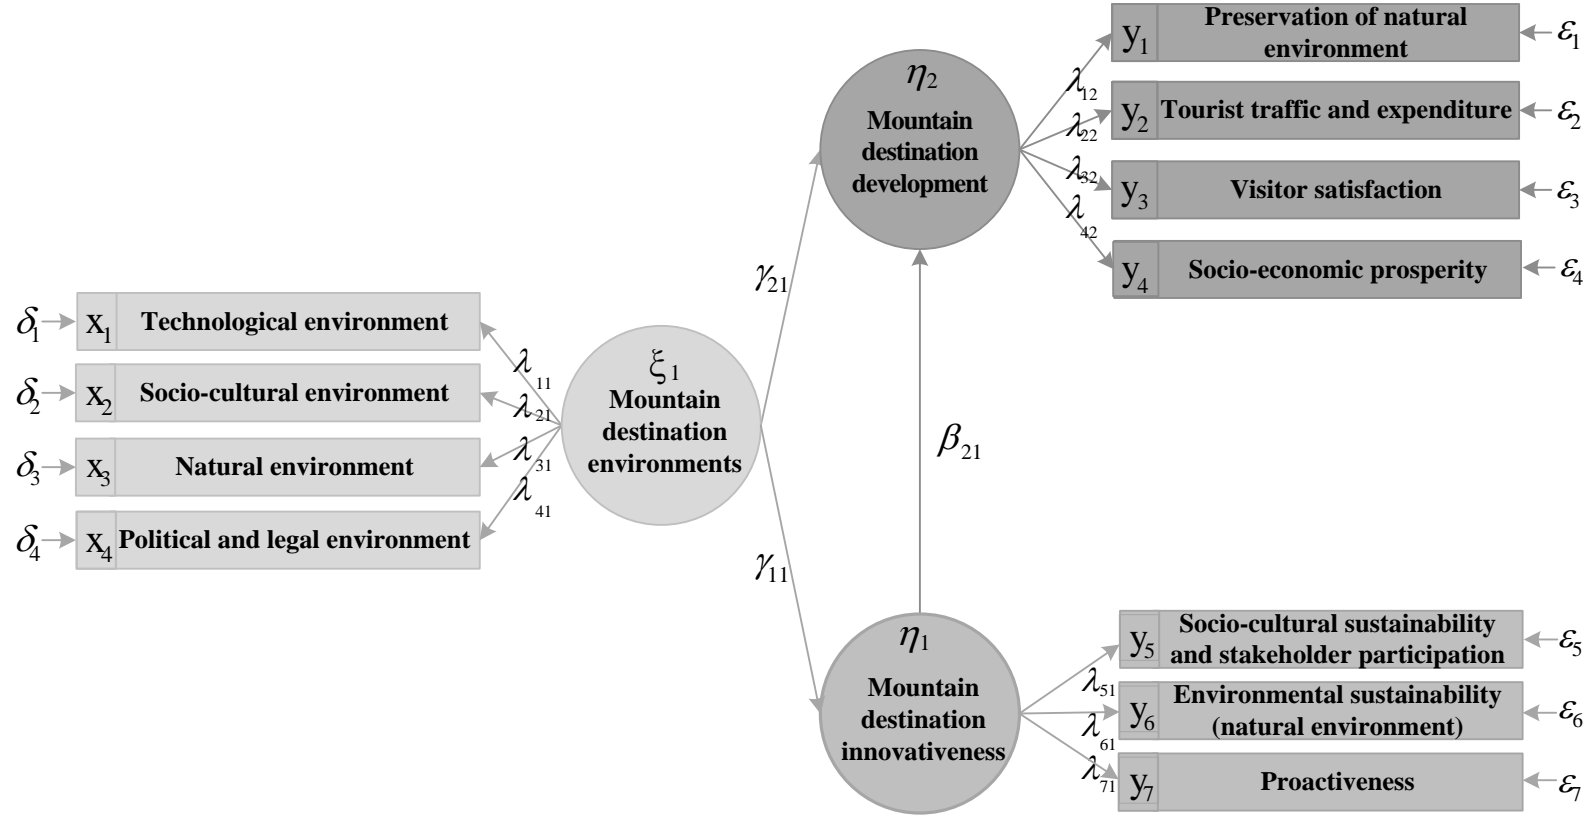 δ1
x1
Technological environment
δ2
x2
Socio-cultural environment
δ3
x3
Natural environment
δ4
x4
Political and legal environment
λ11
λ21
λ31
λ41
ξ1
Mountain
destination
environments
γ21
γ11
η2
Mountain
destination
development
β21
η1
Mountain
destination
innovativeness
λ12
λ22
λ32
λ42
y1
Preservation of natural
environment
ε1
y2
Tourist traffic and expenditure
ε2
y3
Visitor satisfaction
ε3
y4
Socio-economic prosperity
ε4
λ51
λ61
λ71
y5
Socio-cultural sustainability
and stakeholder participation
ε5
y6
Environmental sustainability
(natural environment)
ε6
y7
Proactiveness
ε7